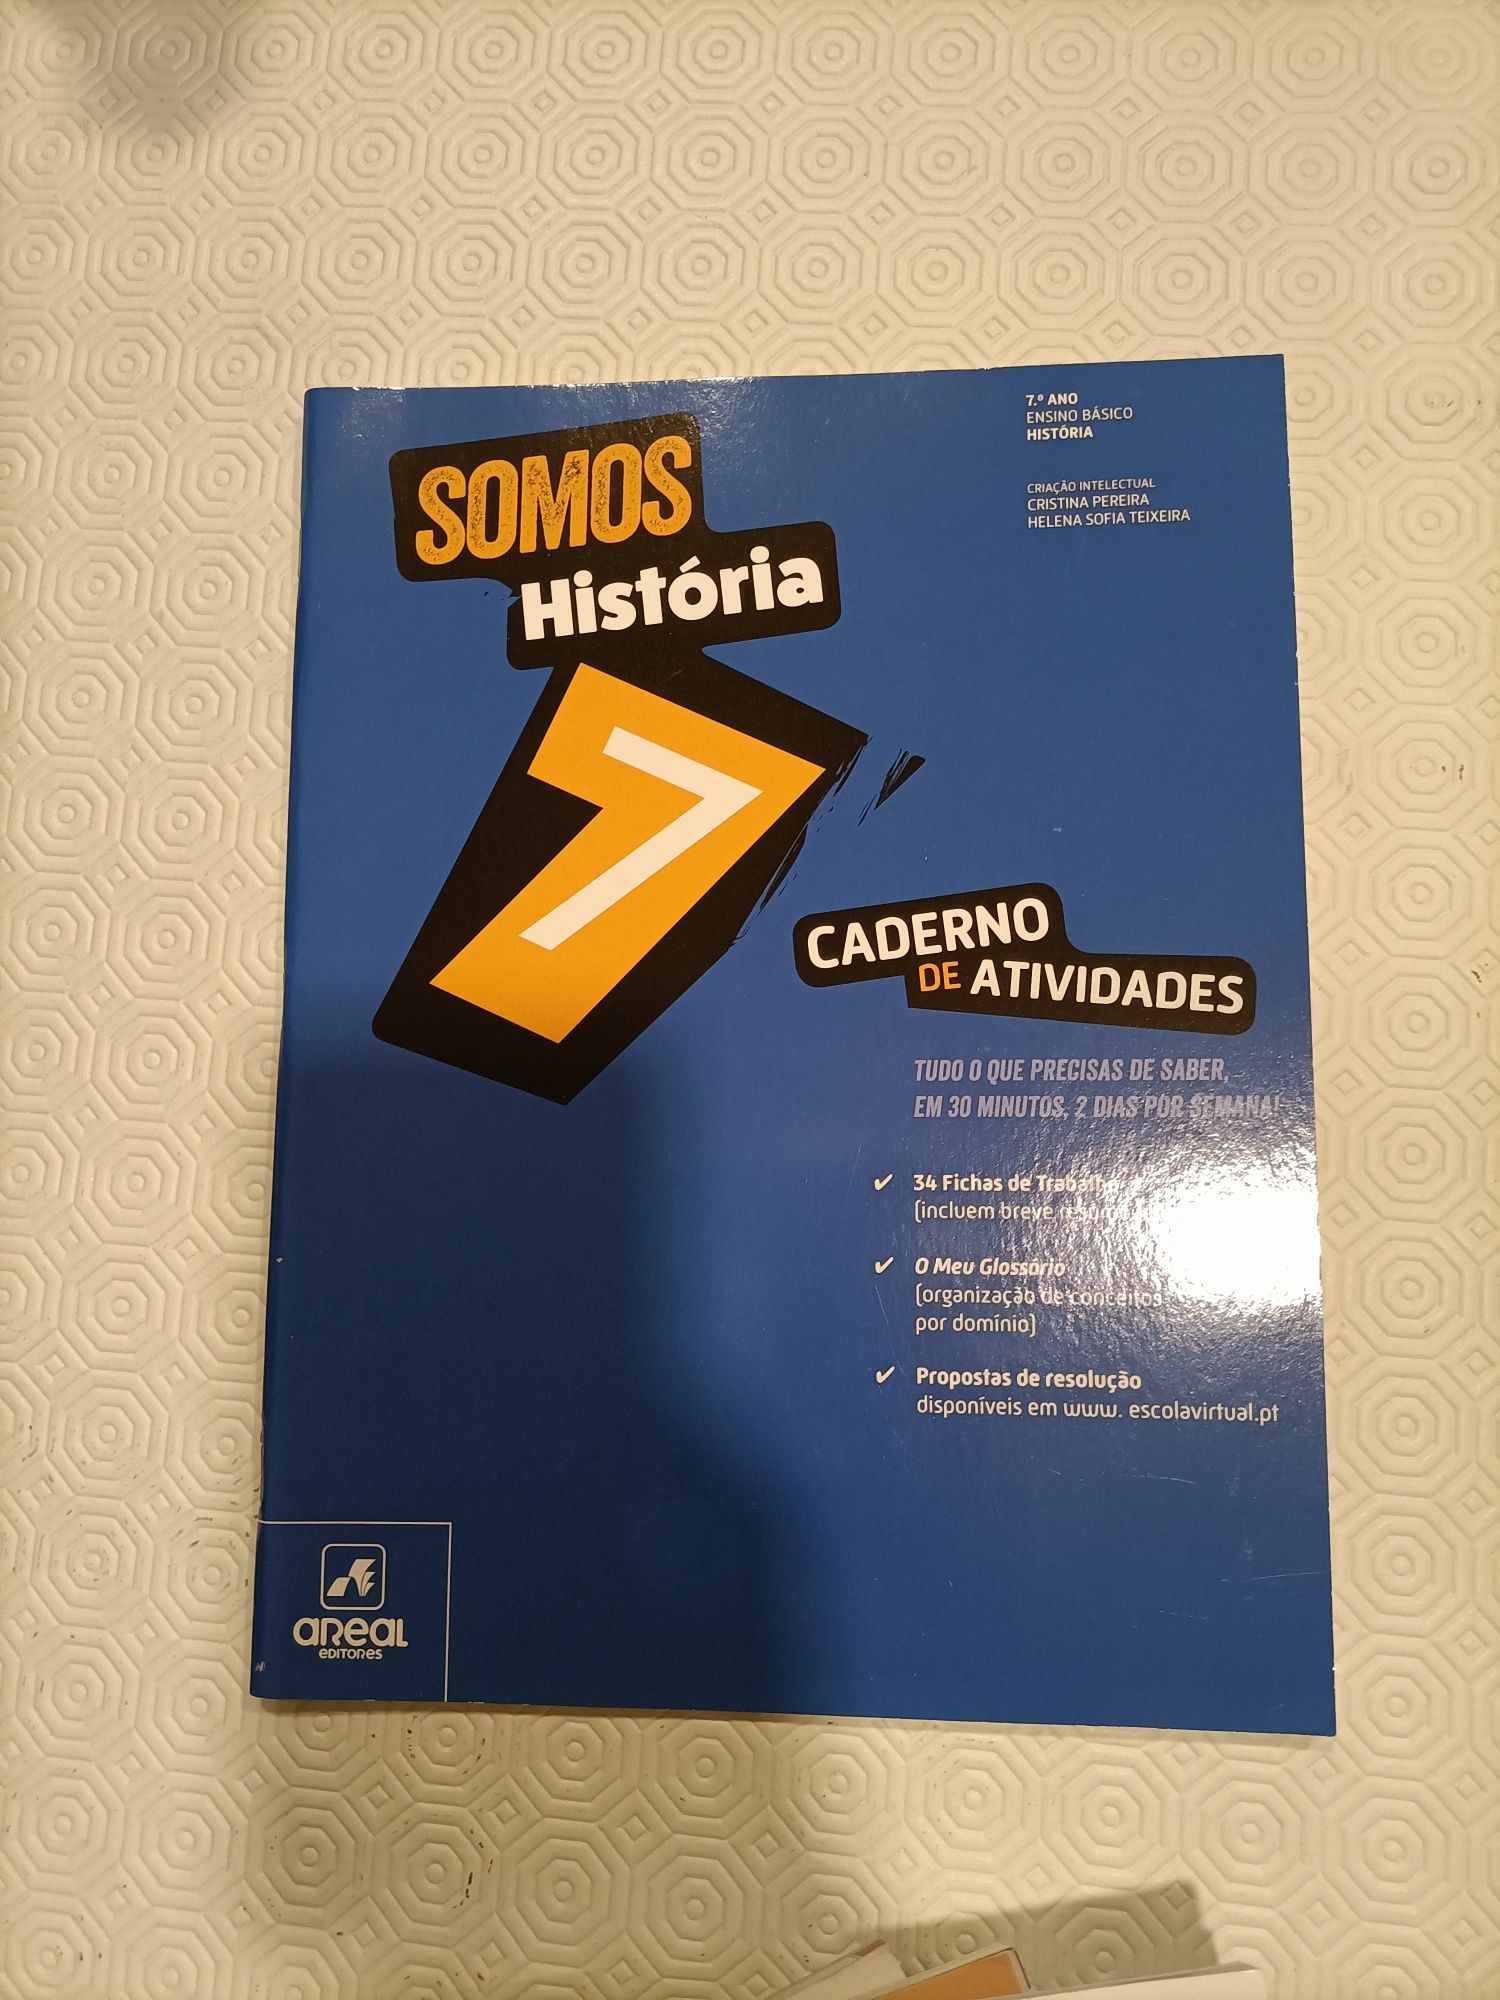 7.º ANO
ENSINO BÁSICO
HISTÓRIA
CRIAÇÃO INTELECTUAL
CRISTINA PEREIRA
HELENA SOFIA TEIXEIRA
SOMOS
História
7
CADERNO
DE ATIVIDADES
TUDO O QUE PRECISAS DE SABER,
EM 30 MINUTOS, 2 DIAS POR SEMANA!
✔ 34 Fichas de Trabalho
(incluem breve
✔ O Meu Glossário
(organização de conceitos
por domínio)
✔ Propostas de resolução
disponíveis em www. escolavirtual.pt
aReal
EDITORES